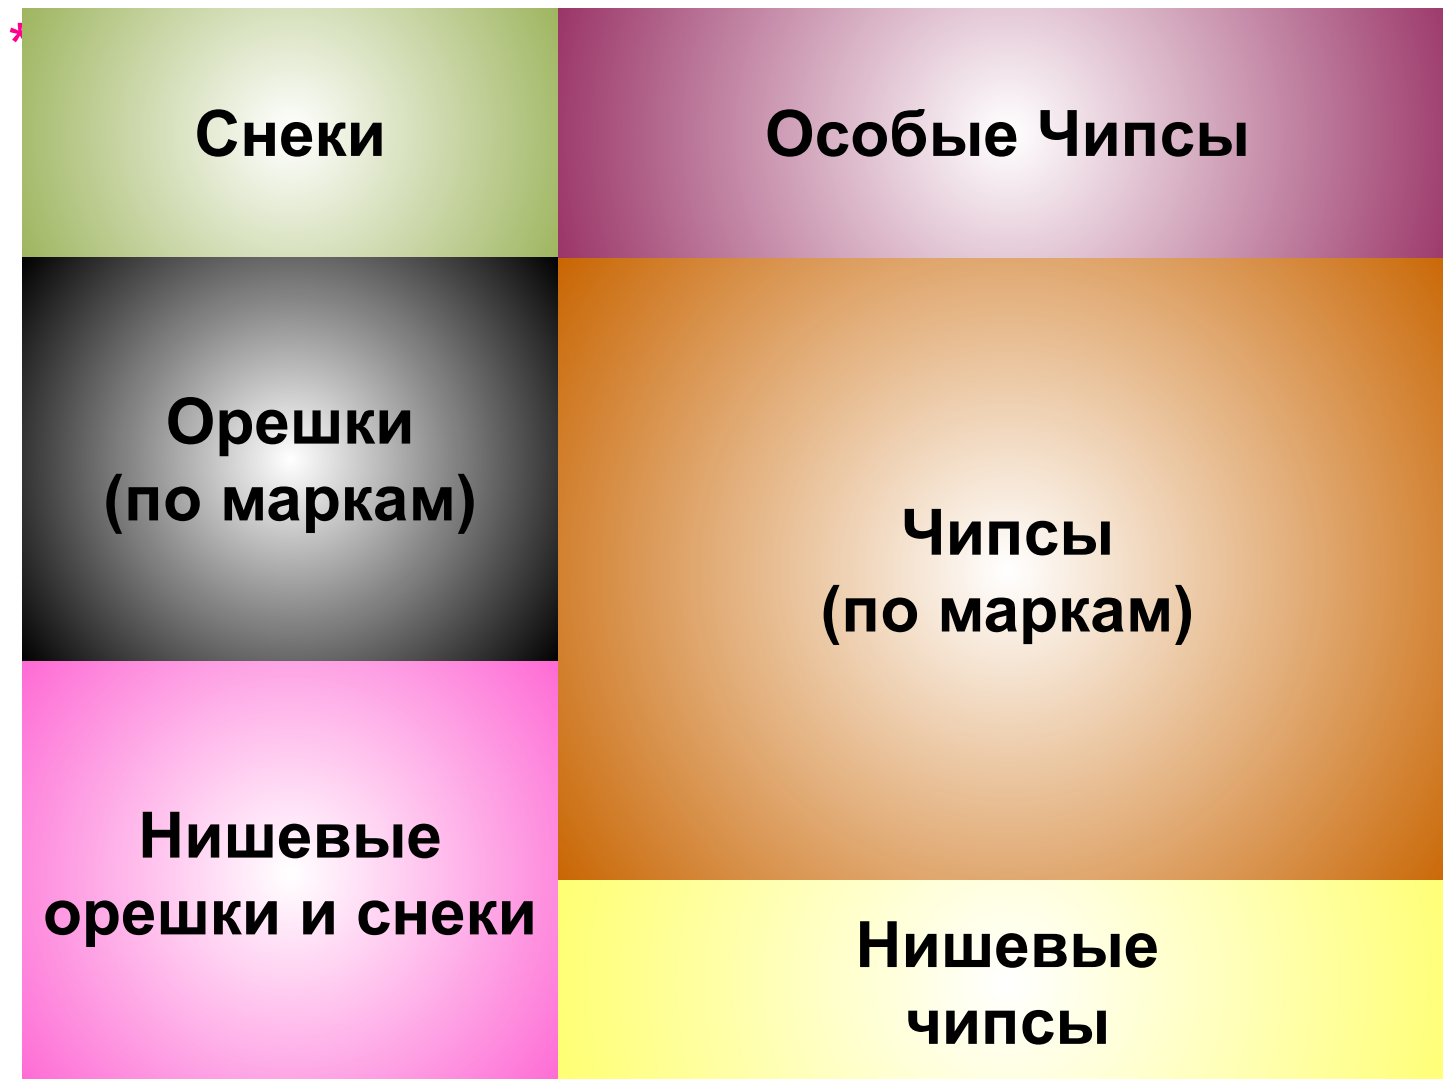 *
Снеки
Особые Чипсы
Орешки
(по маркам)
Чипсы
(по маркам)
Нишевые
орешки и снеки
Нишевые
чипсы